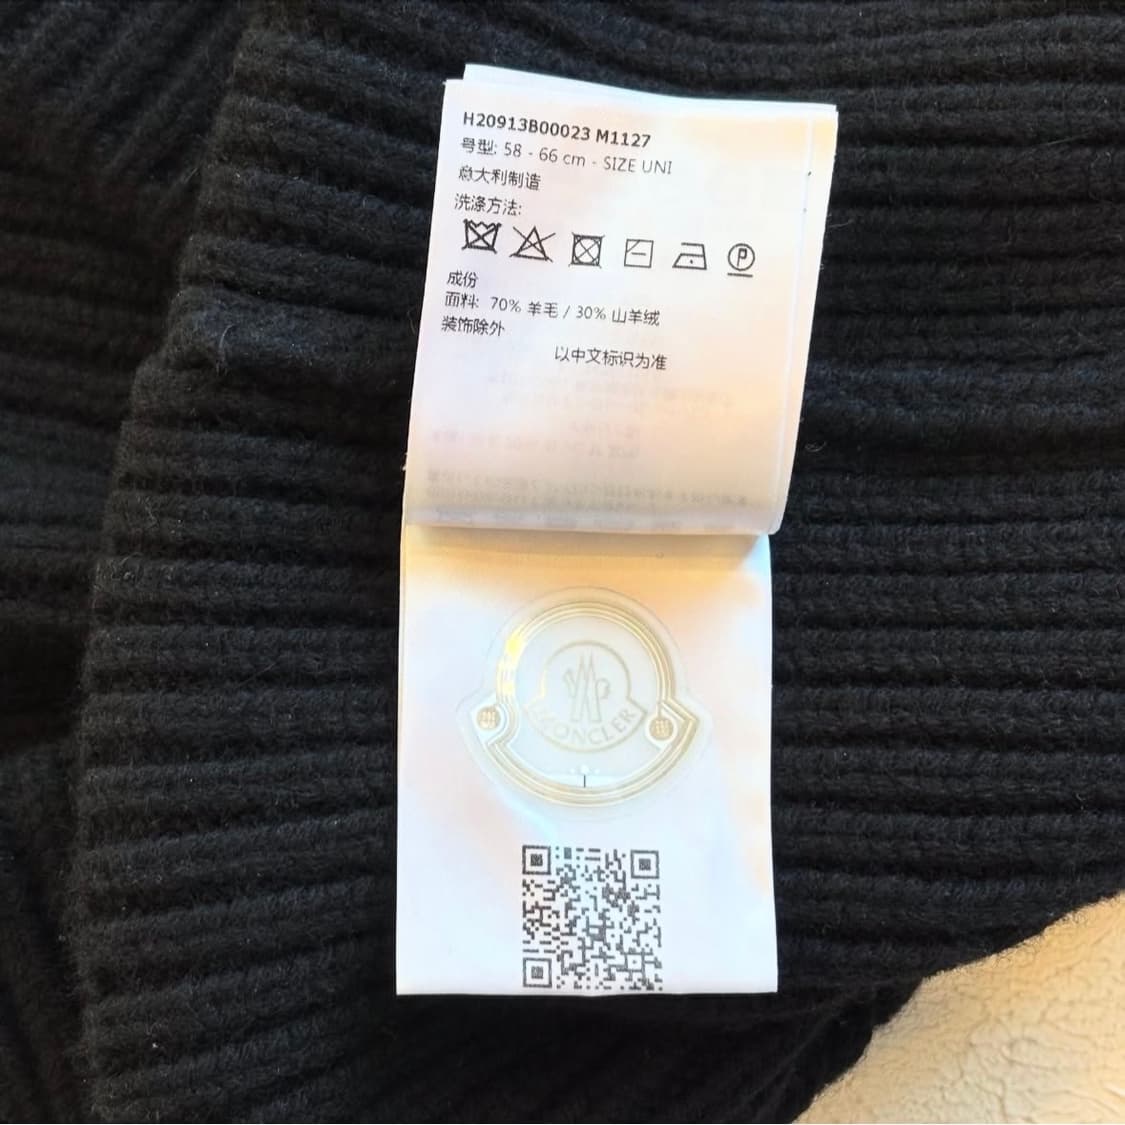 H20913B00023 M1127
号型: 58 - 66 cm - SIZE UNI
意大利制造
洗涤方法:
P
成份
面料: 70% 羊毛 / 30% 山羊绒
装饰除外
以中文标识为准
MONCLER